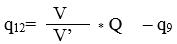 q12= V/V' * Q – q9